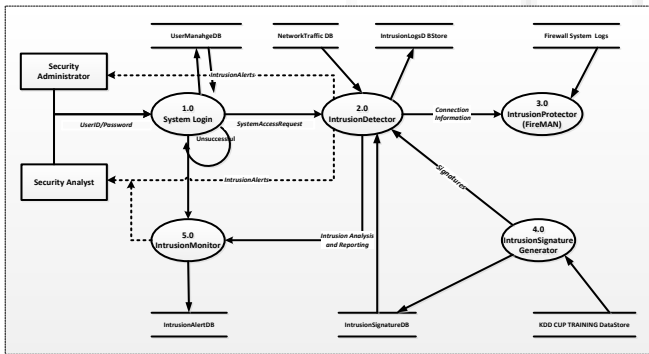 UserManahgeDB
NetworkTraffic DB
IntrusionLogsD BStore
Firewall System Logs
Security
Administrator
IntrusionAlerts
1.0
System Login
2.0
IntrusionDetector
3.0
IntrusionProtector
(FireMAN)
UserID/Password
SystemAccessRequest
Connection
Information
Unsuccessful
Security Analyst
IntrusionAlerts
Signatures
5.0
IntrusionMonitor
Intrusion Analysis
and Reporting
4.0
IntrusionSignature
Generator
IntrusionAlertDB
IntrusionSignatureDB
KDD CUP TRAINING DataStore